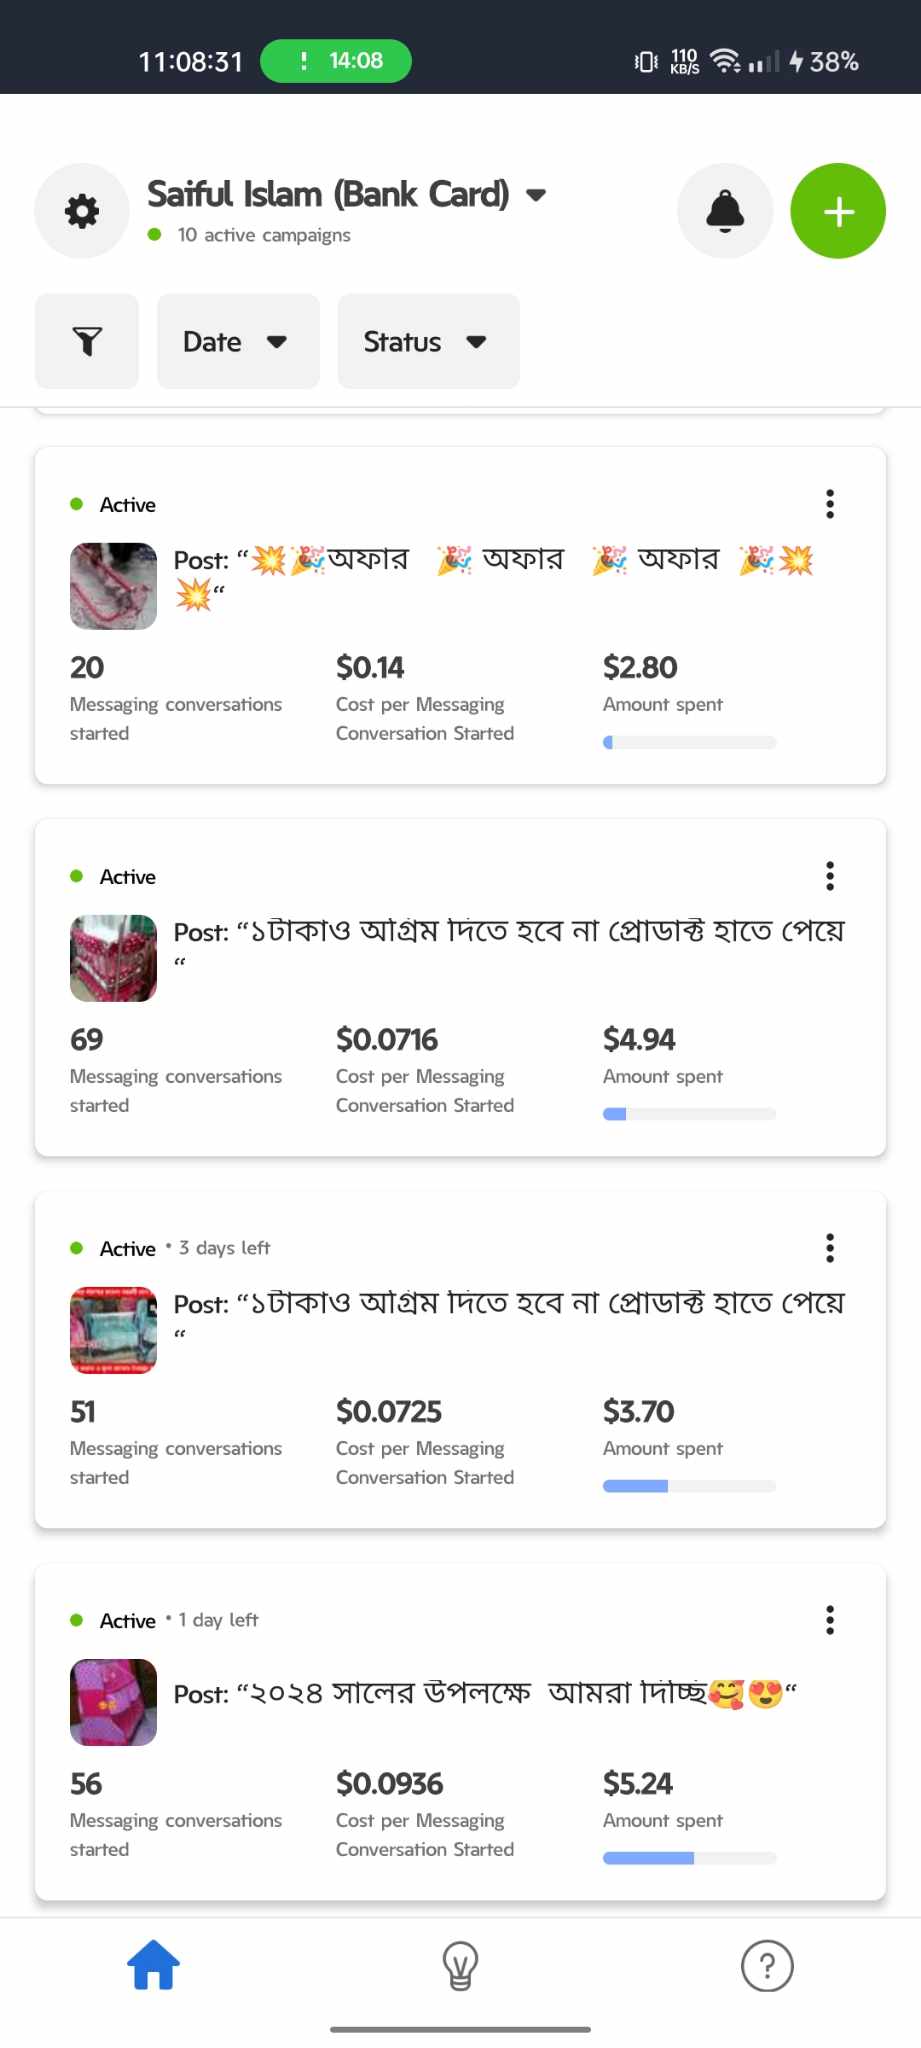 11:08:31 ! 14:08 110 KB/S 38%
Saiful Islam (Bank Card)
10 active campaigns
Date Status
Active
Post: “💥🎉অফার 🎉 অফার 🎉 অফার 🎉💥
💥“
20 $0.14 $2.80
Messaging conversations Cost per Messaging Amount spent
started Conversation Started
Active
Post: “১টাকাও অগ্রিম দিতে হবে না প্রোডাক্ট হাতে পেয়ে
“
69 $0.0716 $4.94
Messaging conversations Cost per Messaging Amount spent
started Conversation Started
Active • 3 days left
Post: “১টাকাও অগ্রিম দিতে হবে না প্রোডাক্ট হাতে পেয়ে
“
51 $0.0725 $3.70
Messaging conversations Cost per Messaging Amount spent
started Conversation Started
Active • 1 day left
Post: “২০২৪ সালের উপলক্ষে আমরা দিচ্ছি🥰😍“
56 $0.0936 $5.24
Messaging conversations Cost per Messaging Amount spent
started Conversation Started